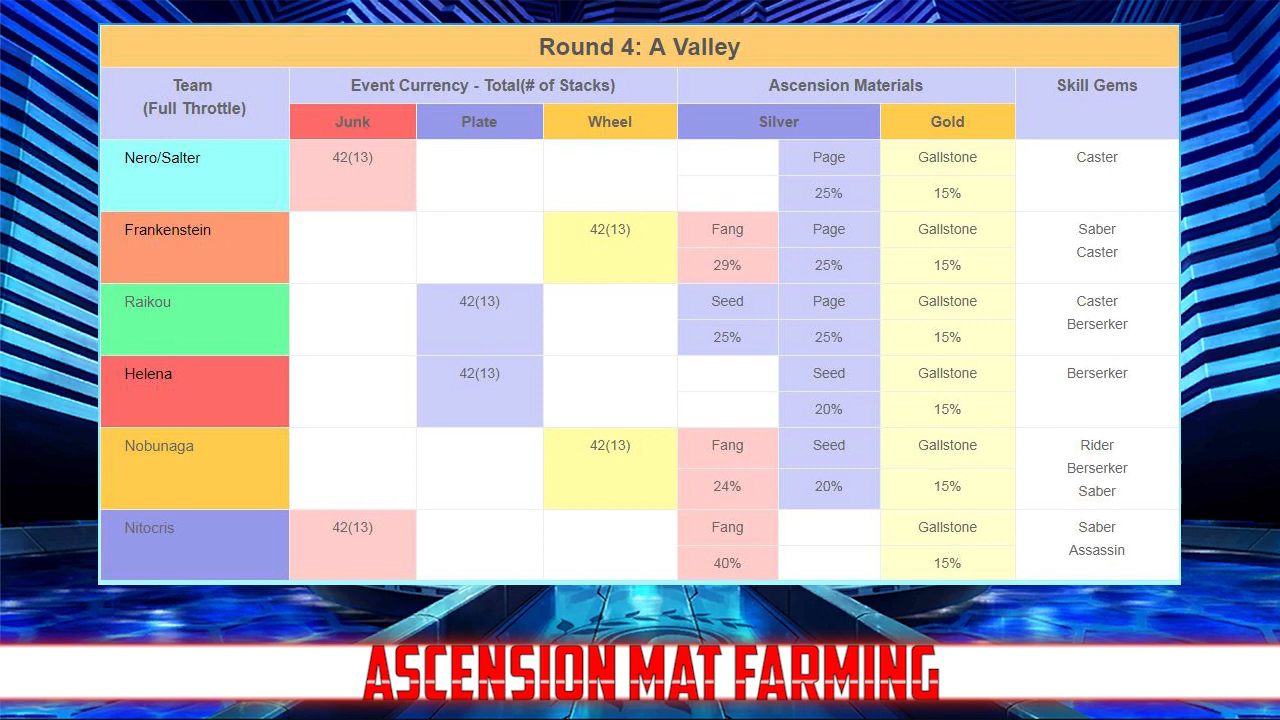 Round 4: A Valley
Team
(Full Throttle)
Event Currency - Total(# of Stacks)
Ascension Materials
Skill Gems
Junk
Plate
Wheel
Silver
Gold
Nero/Salter
42(13)
Page
Gallstone
Caster
25%
15%
Frankenstein
42(13)
Fang
Page
Gallstone
Saber
Caster
29%
25%
15%
Raikou
42(13)
Seed
Page
Gallstone
Caster
Berserker
25%
25%
15%
Helena
42(13)
Seed
Gallstone
Berserker
20%
15%
Nobunaga
42(13)
Fang
Seed
Gallstone
Rider
Berserker
Saber
24%
20%
15%
Nitocris
42(13)
Fang
Gallstone
Saber
Assassin
40%
15%
ASCENSION MAT FARMING